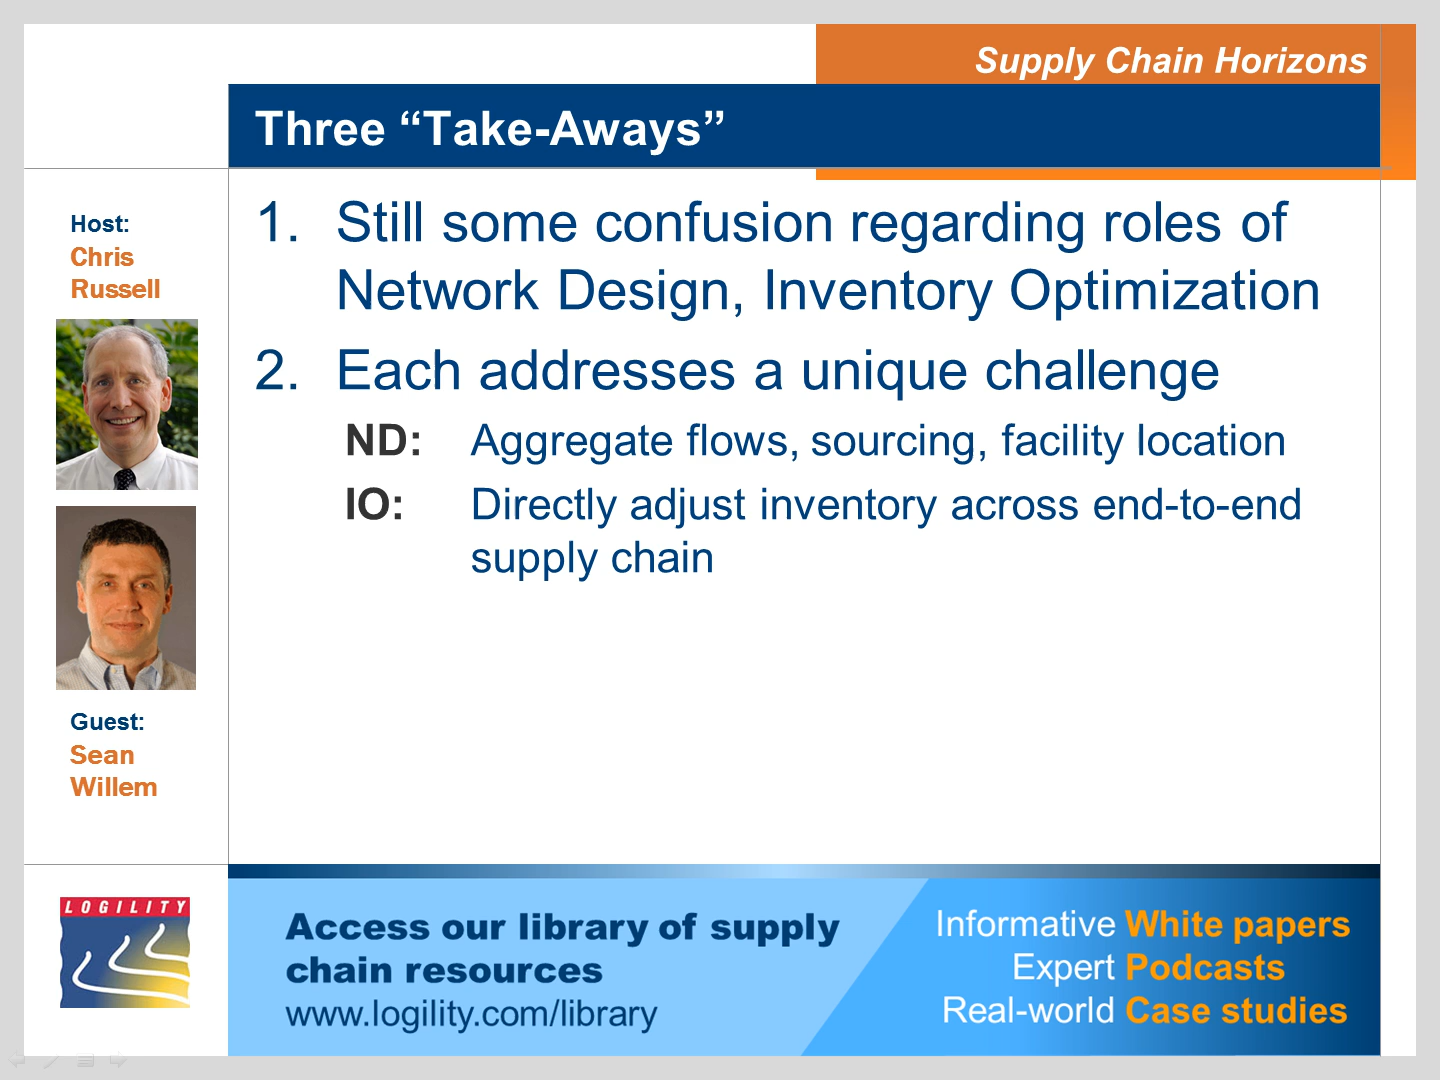 Supply Chain Horizons
Three “Take-Aways”
Host:
Chris
Russell
Guest:
Sean
Willem
1. Still some confusion regarding roles of
Network Design, Inventory Optimization
2. Each addresses a unique challenge
ND: Aggregate flows, sourcing, facility location
IO: Directly adjust inventory across end-to-end
supply chain
LOGILITY
Access our library of supply
chain resources
www.logility.com/library
Informative White papers
Expert Podcasts
Real-world Case studies